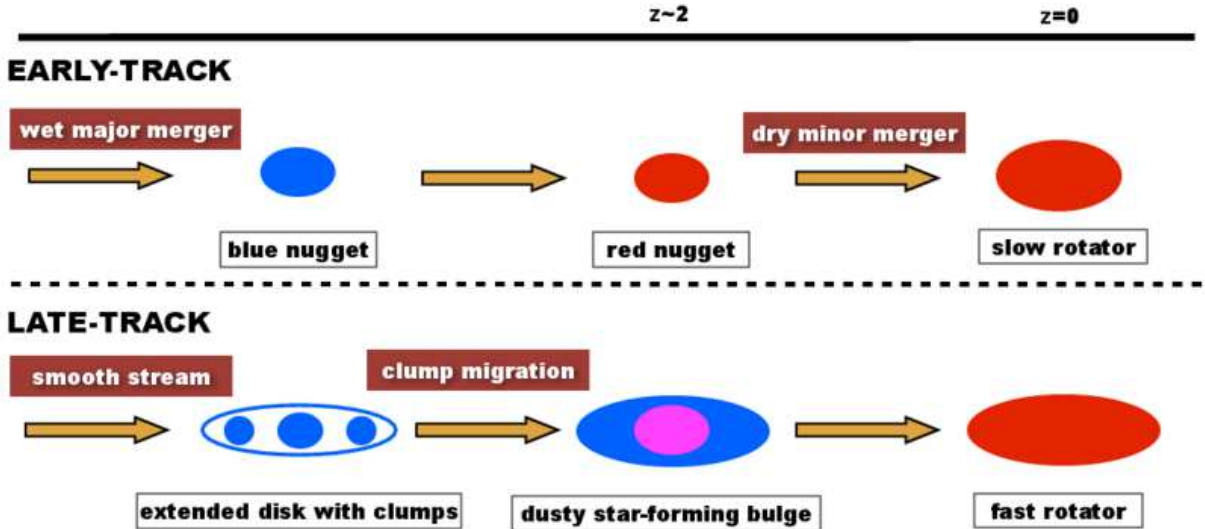 z~2
z=0
EARLY-TRACK
wet major merger
dry minor merger
blue nugget
red nugget
slow rotator
LATE-TRACK
smooth stream
clump migration
extended disk with clumps
dusty star-forming bulge
fast rotator